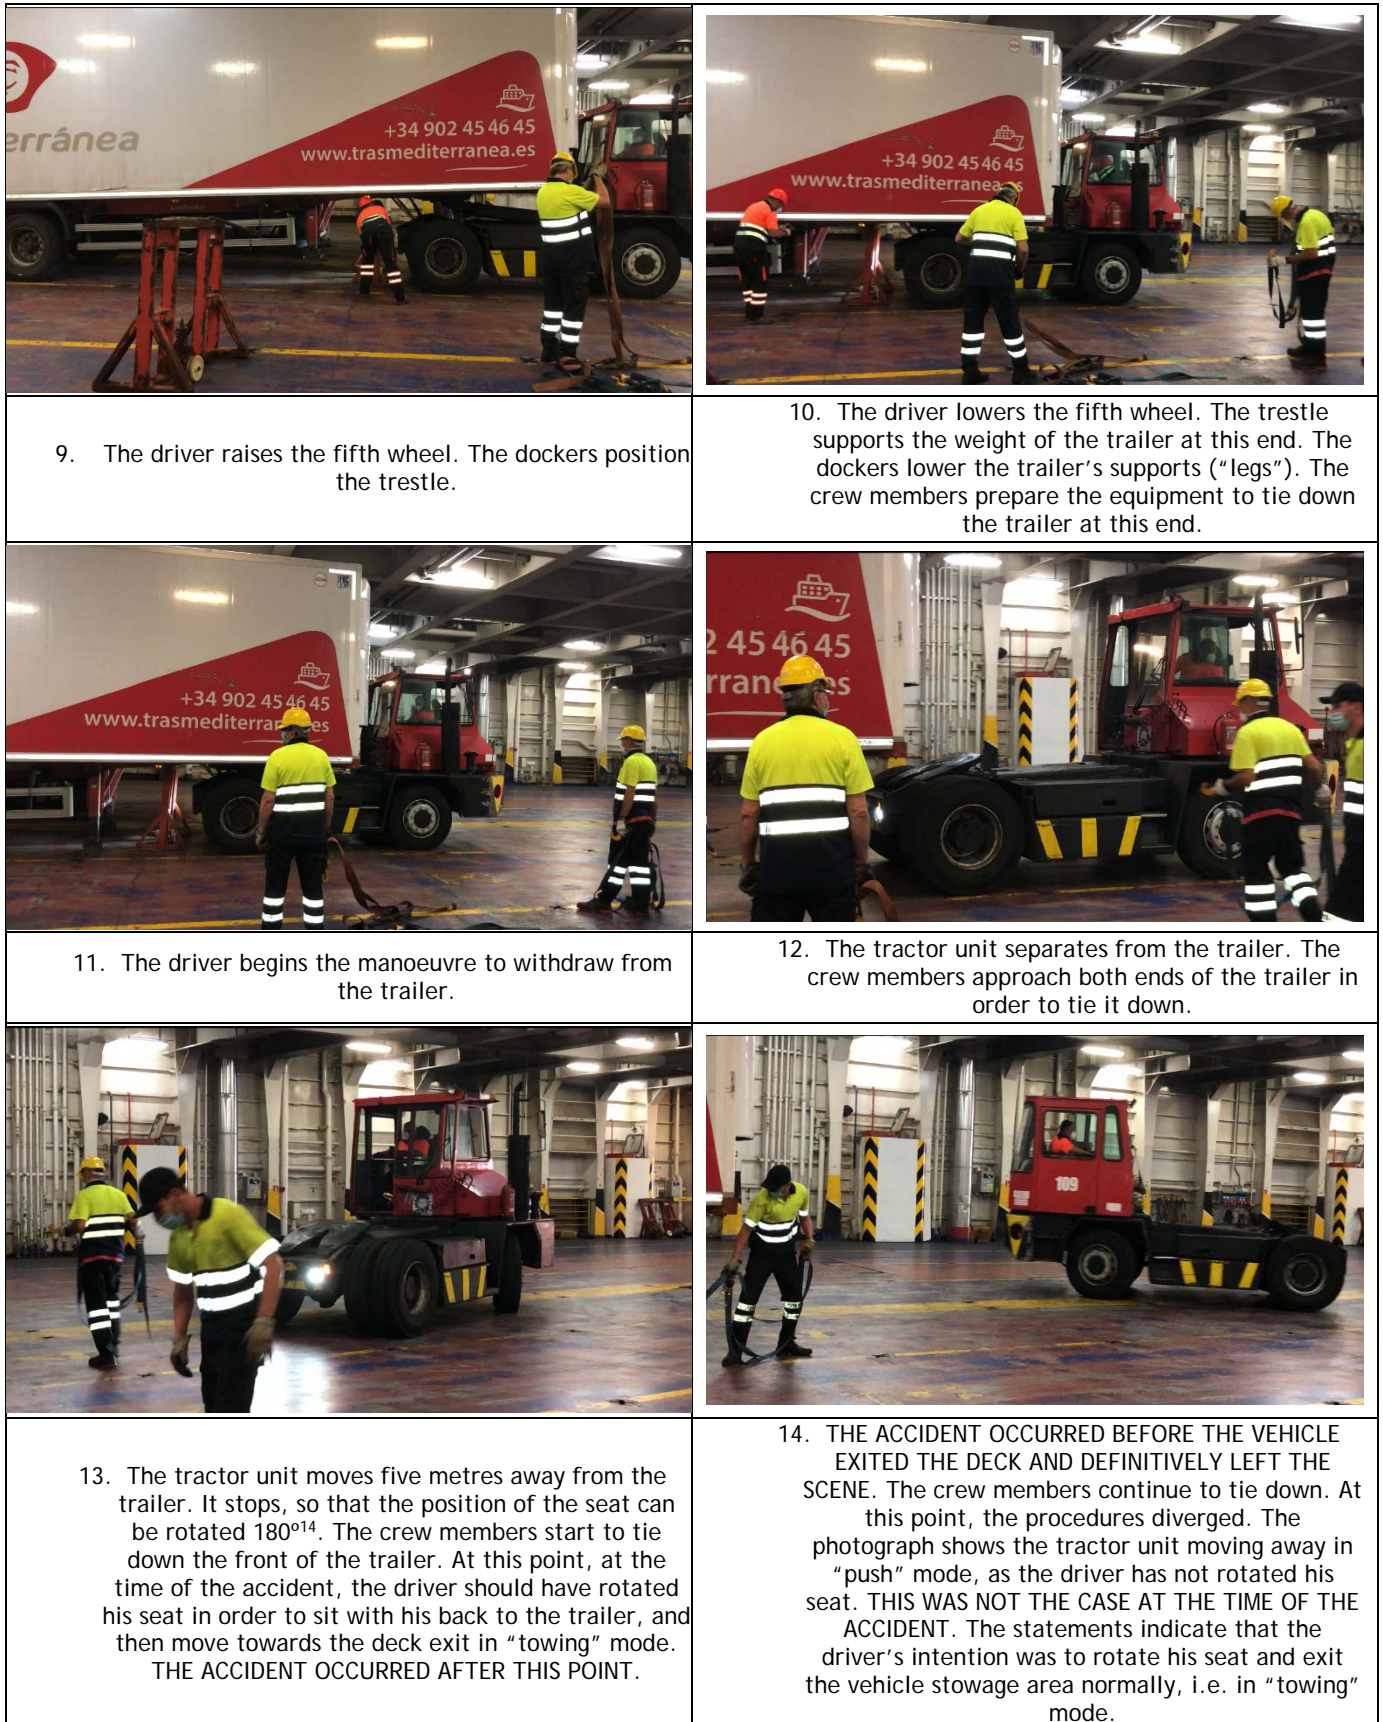 erránea
+34 902 45 46 45
www.trasmediterranea.es
+34 902 45 46 45
www.trasmediterranea.es
9. The driver raises the fifth wheel. The dockers position
the trestle.
10. The driver lowers the fifth wheel. The trestle
supports the weight of the trailer at this end. The
dockers lower the trailer's supports (“legs”). The
crew members prepare the equipment to tie down
the trailer at this end.
+34 902 45 46 45
www.trasmediterran es
2 45 46 45
rrane es
11. The driver begins the manoeuvre to withdraw from
the trailer.
12. The tractor unit separates from the trailer. The
crew members approach both ends of the trailer in
order to tie it down.
109
13. The tractor unit moves five metres away from the
trailer. It stops, so that the position of the seat can
be rotated 180º14. The crew members start to tie
down the front of the trailer. At this point, at the
time of the accident, the driver should have rotated
his seat in order to sit with his back to the trailer, and
then move towards the deck exit in “towing” mode.
THE ACCIDENT OCCURRED AFTER THIS POINT.
14. THE ACCIDENT OCCURRED BEFORE THE VEHICLE
EXITED THE DECK AND DEFINITIVELY LEFT THE
SCENE. The crew members continue to tie down. At
this point, the procedures diverged. The
photograph shows the tractor unit moving away in
“push” mode, as the driver has not rotated his
seat. THIS WAS NOT THE CASE AT THE TIME OF THE
ACCIDENT. The statements indicate that the
driver's intention was to rotate his seat and exit
the vehicle stowage area normally, i.e. in “towing”
mode.